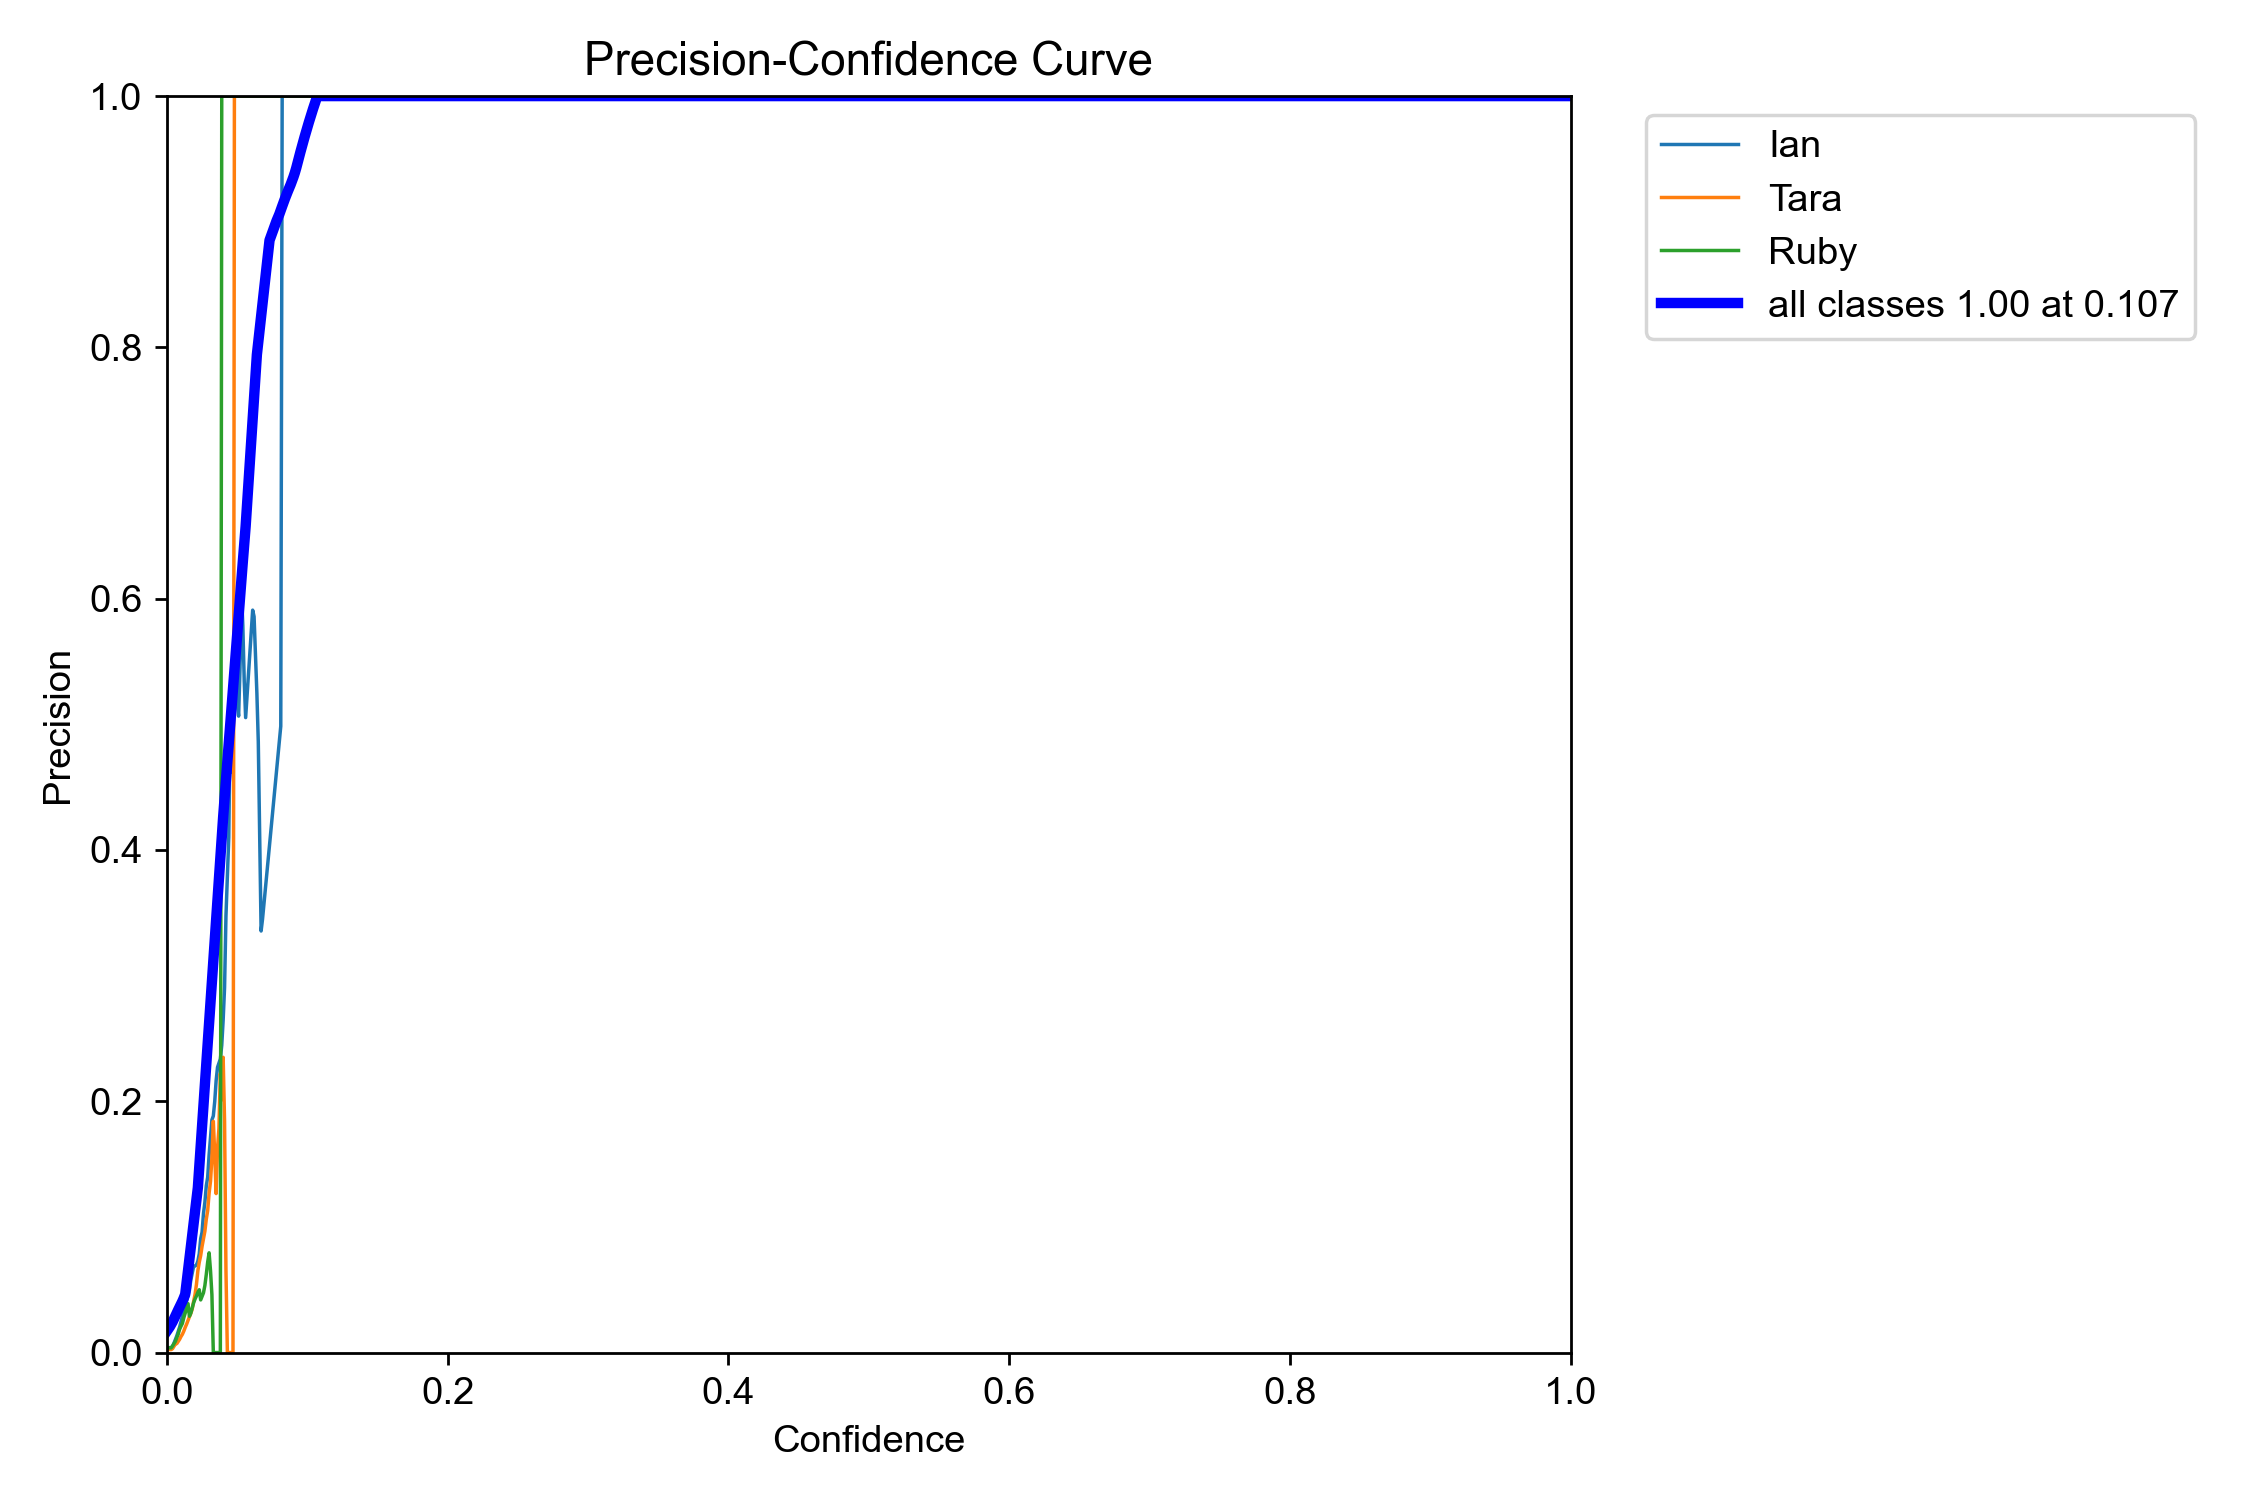 Precision-Confidence Curve
1.0
0.8
0.6
0.4
0.2
0.0
Precision
0.0 0.2 0.4 0.6 0.8 1.0
Confidence
Ian
Tara
Ruby
all classes 1.00 at 0.107